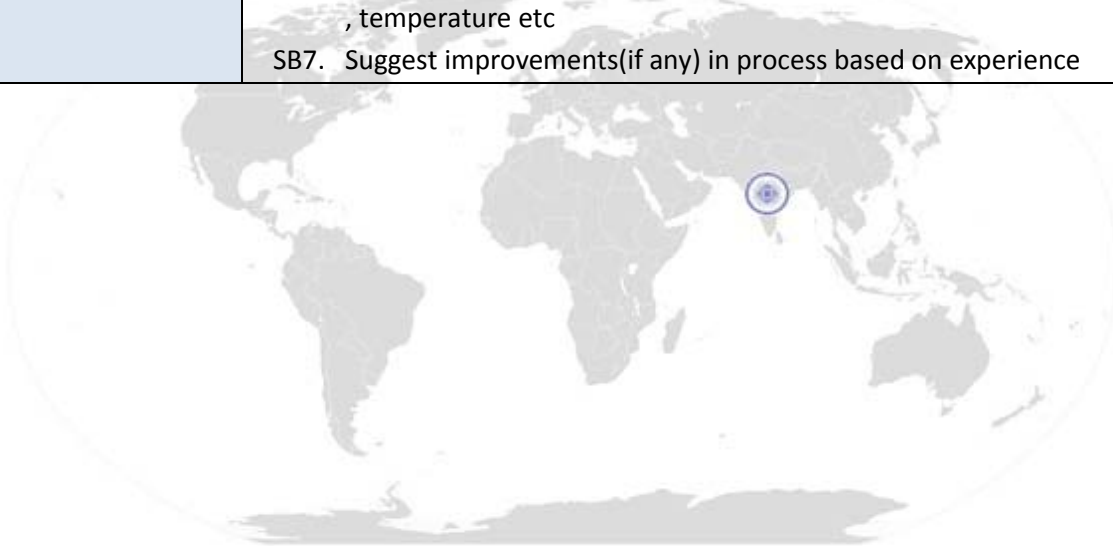 , temperature etc
SB7. Suggest improvements(if any) in process based on experience